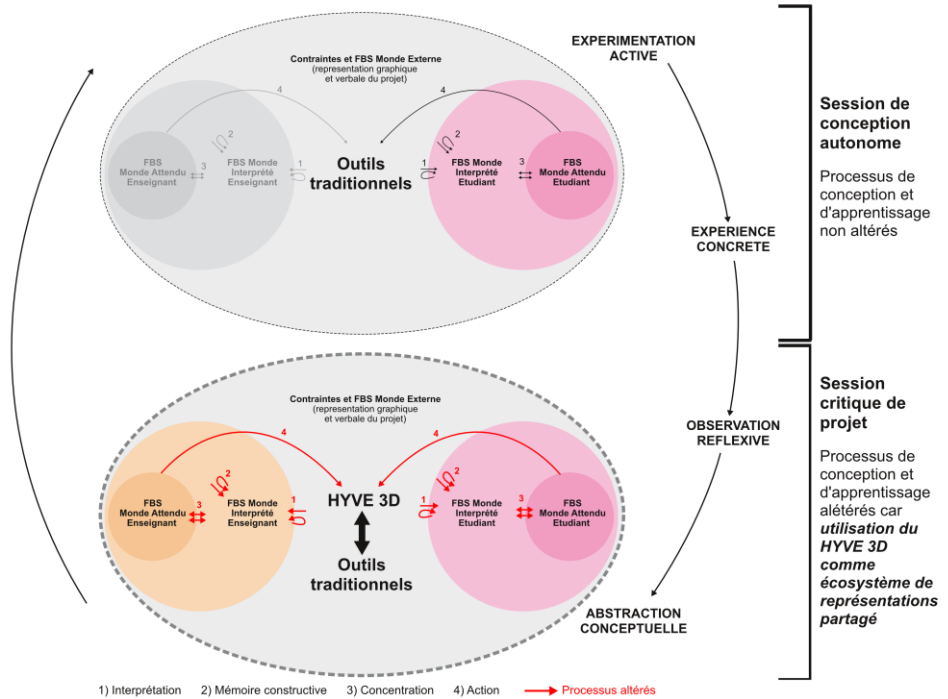 EXPERIMENTATION
ACTIVE
Contraintes et FBS Monde Externe
(representation graphique
et verbale du projet)
4
4
2
2
FBS
Monde Attendu
Enseignant
3
FBS Monde
Interprété
Enseignant
1
Outils
traditionnels
1
FBS Monde
Interprété
Etudiant
3
FBS
Monde Attendu
Etudiant
EXPERIENCE
CONCRETE
Session de
conception
autonome
Processus de
conception et
d'apprentissage
non altérés
Contraintes et FBS Monde Externe
(representation graphique
et verbale du projet)
4
4
2
2
FBS
Monde Attendu
Enseignant
3
FBS Monde
Interprété
Enseignant
1
HYVE 3D
Outils
traditionnels
1
FBS Monde
Interprété
Etudiant
3
FBS
Monde Attendu
Etudiant
OBSERVATION
REFLEXIVE
ABSTRACTION
CONCEPTUELLE
Session
critique de
projet
Processus de
conception et
d'apprentissage
alétérés car
utilisation du
HYVE 3D
comme
écosystème de
représentations
partagé
1) Interprétation 2) Mémoire constructive 3) Concentration 4) Action Processus altérés